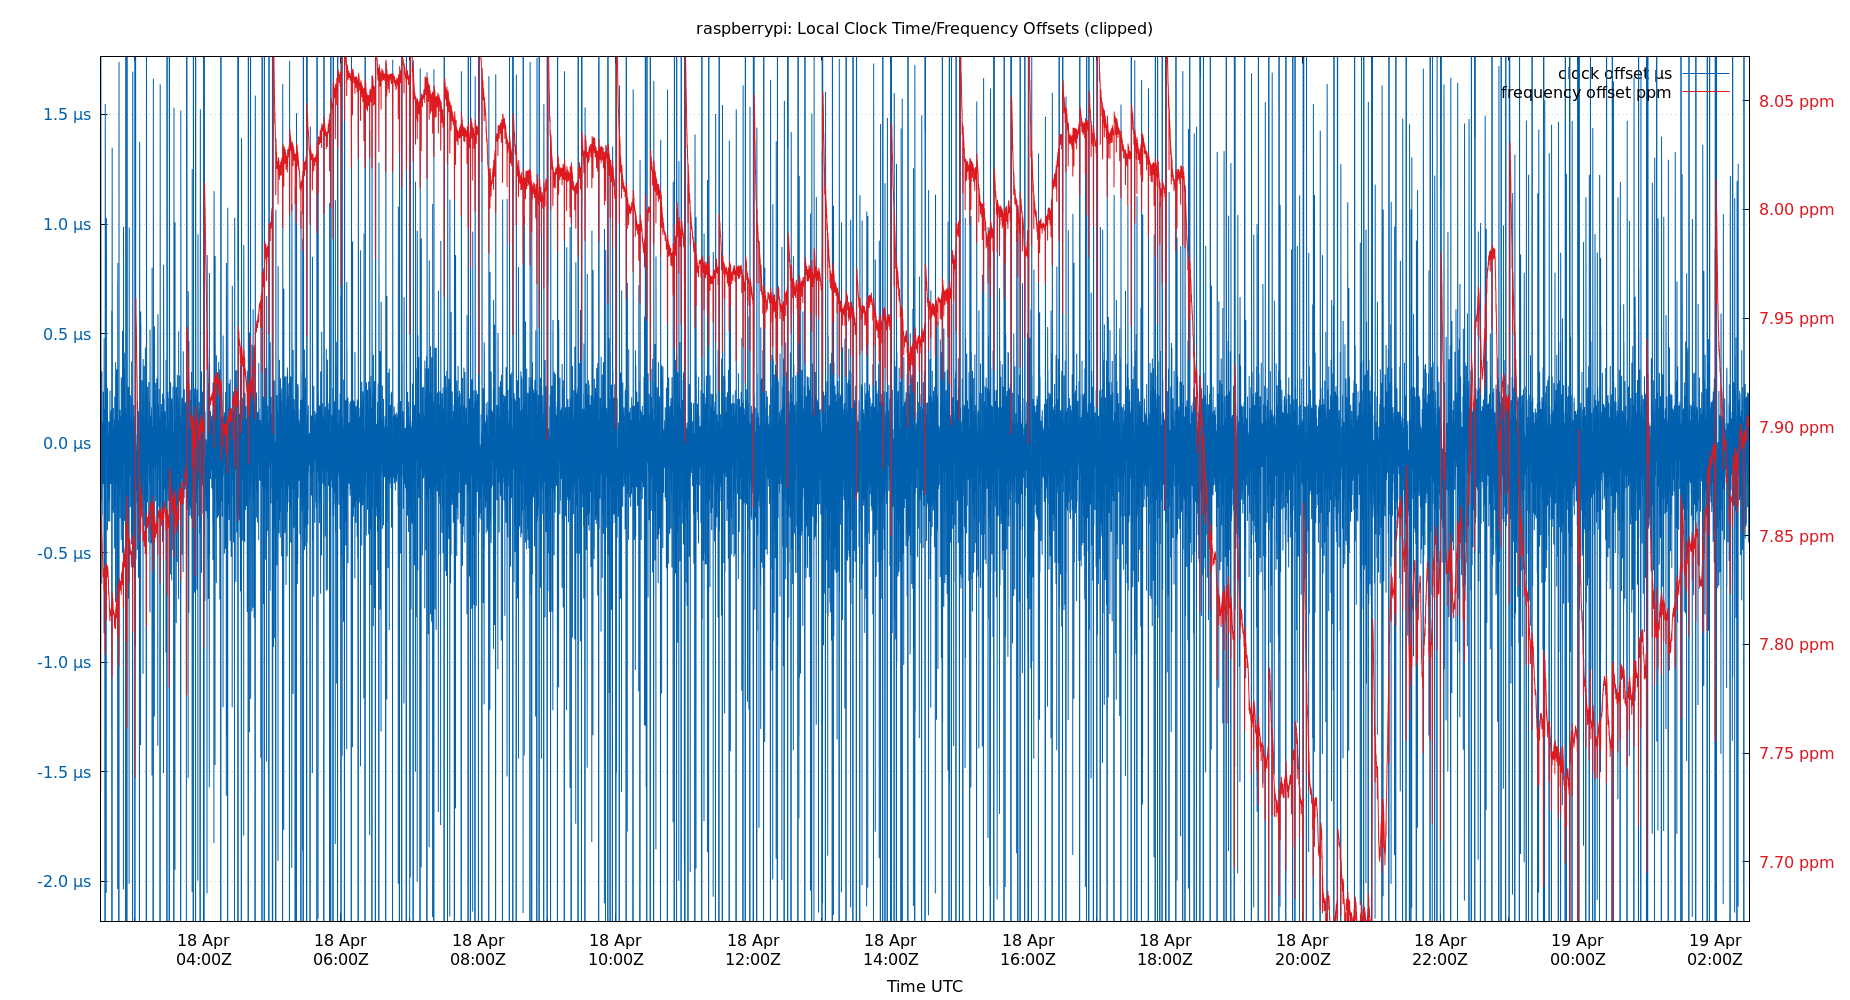 raspberrypi: Local Clock Time/Frequency Offsets (clipped)
clock offset µs
frequency offset ppm
1.5 µs
1.0 µs
0.5 µs
0.0 µs
-0.5 µs
-1.0 µs
-1.5 µs
-2.0 µs
8.05 ppm
8.00 ppm
7.95 ppm
7.90 ppm
7.85 ppm
7.80 ppm
7.75 ppm
7.70 ppm
18 Apr 18 Apr 18 Apr 18 Apr 18 Apr 18 Apr 18 Apr 18 Apr 18 Apr 18 Apr 19 Apr 19 Apr
04:00Z 06:00Z 08:00Z 10:00Z 12:00Z 14:00Z 16:00Z 18:00Z 20:00Z 22:00Z 00:00Z 02:00Z
Time UTC